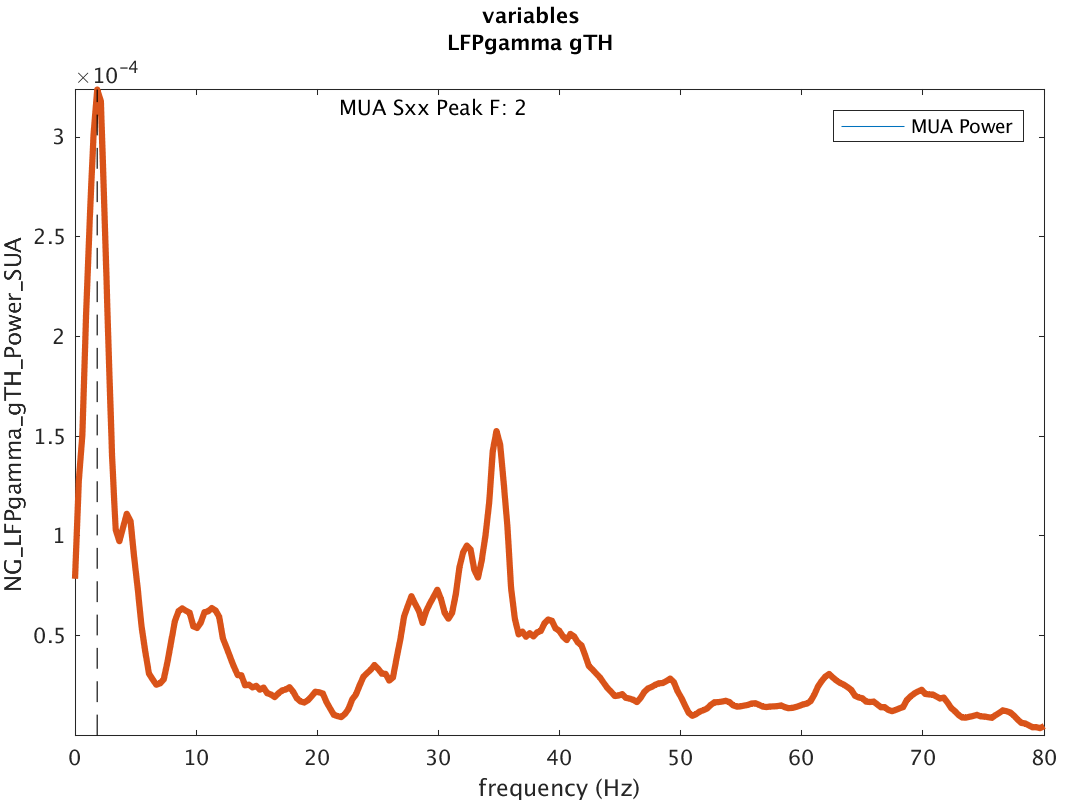 variables
LFPgamma gTH
×10⁻⁴
MUA Sxx Peak F: 2
MUA Power
3
2.5
2
1.5
1
0.5
NG_LFPgamma_gTH_Power_SUA
0 10 20 30 40 50 60 70 80
frequency (Hz)